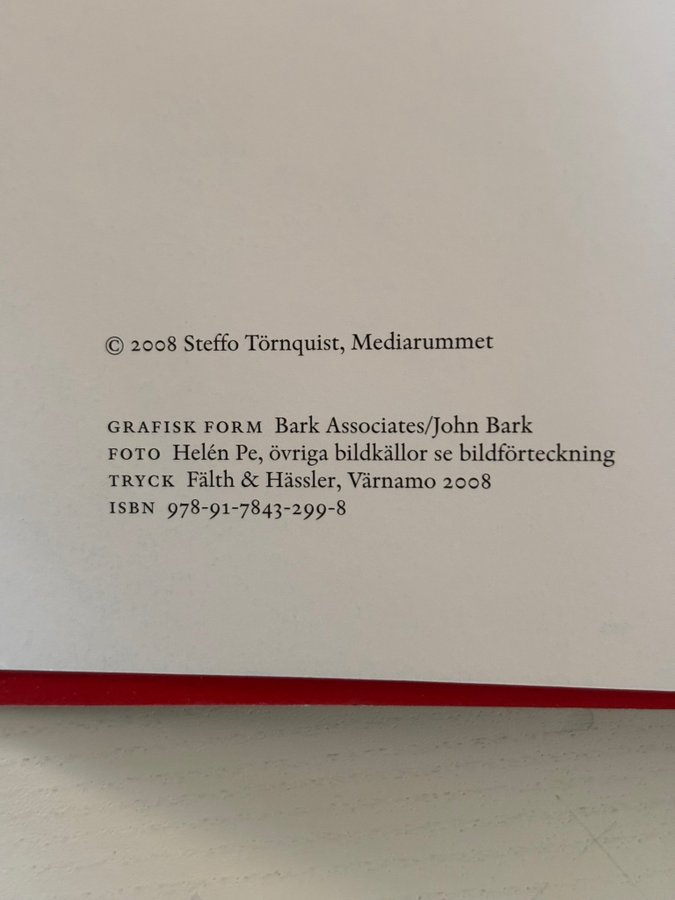 © 2008 Steffo Törnquist, Mediarummet
GRAFISK FORM Bark Associates/John Bark
FOTO Helén Pe, övriga bildkällor se bildförteckning
TRYCK Fälth & Hässler, Värnamo 2008
ISBN 978-91-7843-299-8